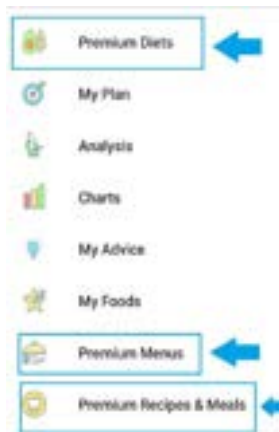 Premium Diets
My Plan
Analysis
Charts
My Advice
My Foods
Premium Menus
Premium Recipes & Meals